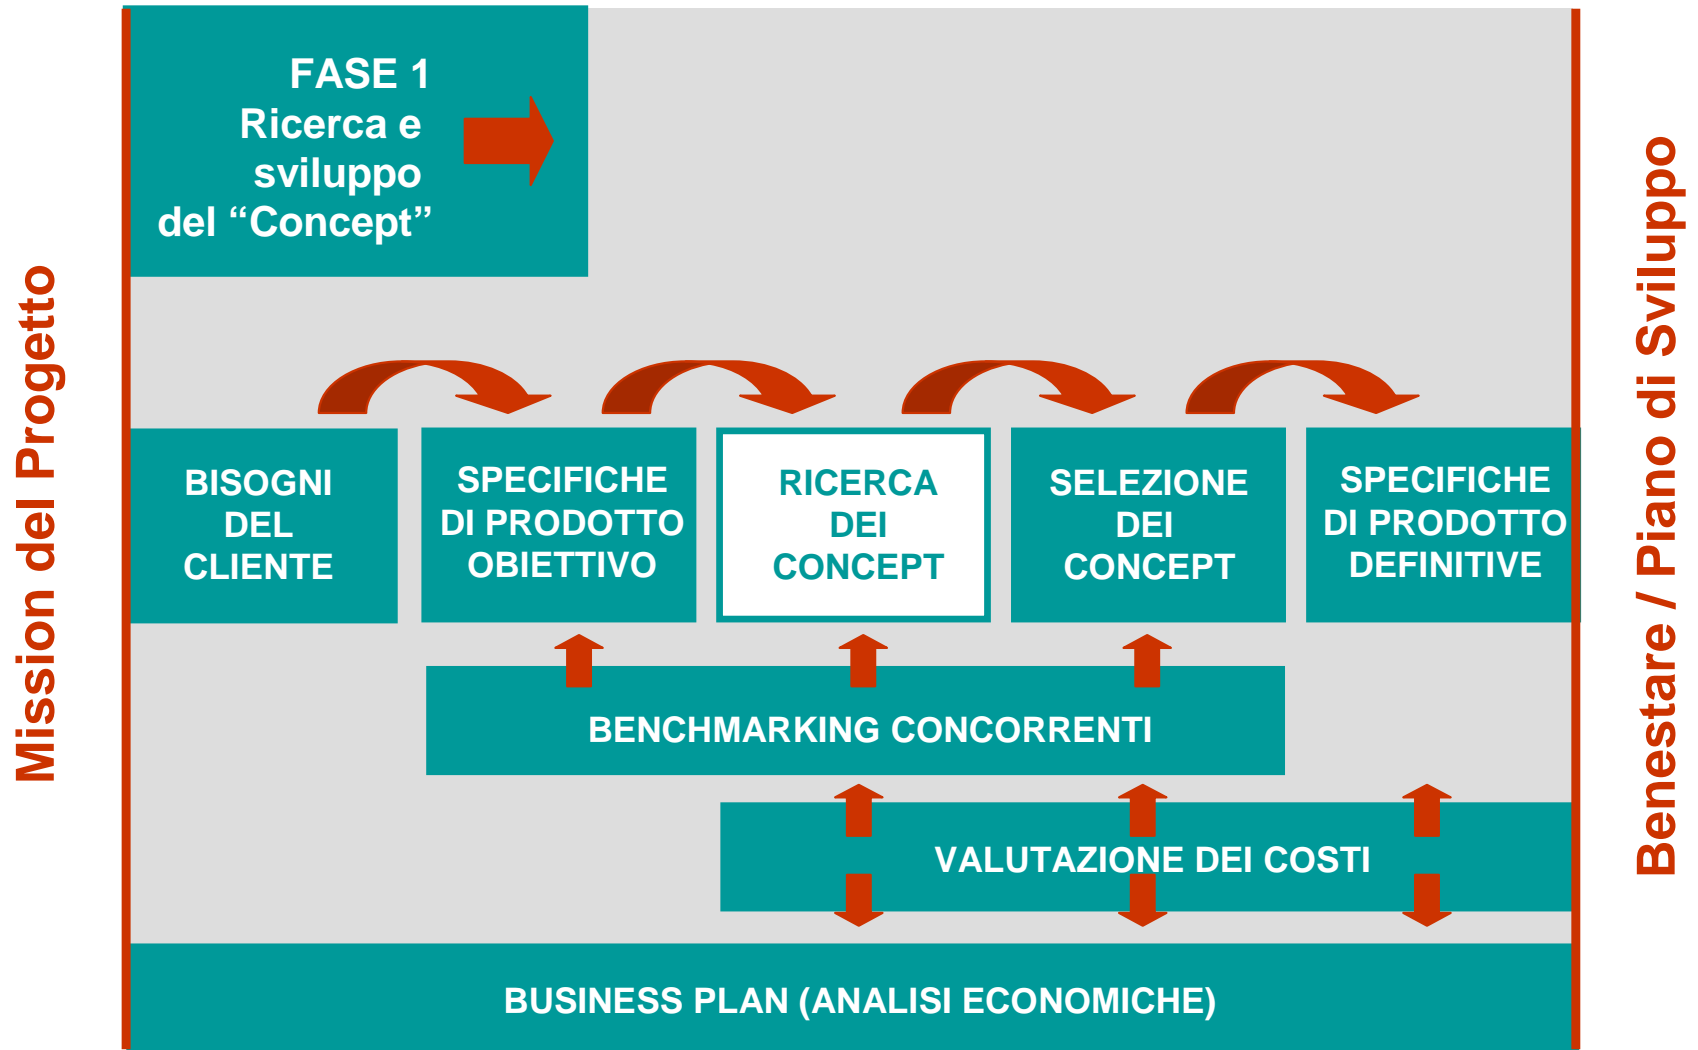 FASE 1
Ricerca e
sviluppo
del “Concept”
Mission del Progetto
Benestare / Piano di Sviluppo
BISOGNI
DEL
CLIENTE
SPECIFICHE
DI PRODOTTO
OBIETTIVO
RICERCA
DEI
CONCEPT
SELEZIONE
DEI
CONCEPT
SPECIFICHE
DI PRODOTTO
DEFINITIVE
BENCHMARKING CONCORRENTI
VALUTAZIONE DEI COSTI
BUSINESS PLAN (ANALISI ECONOMICHE)